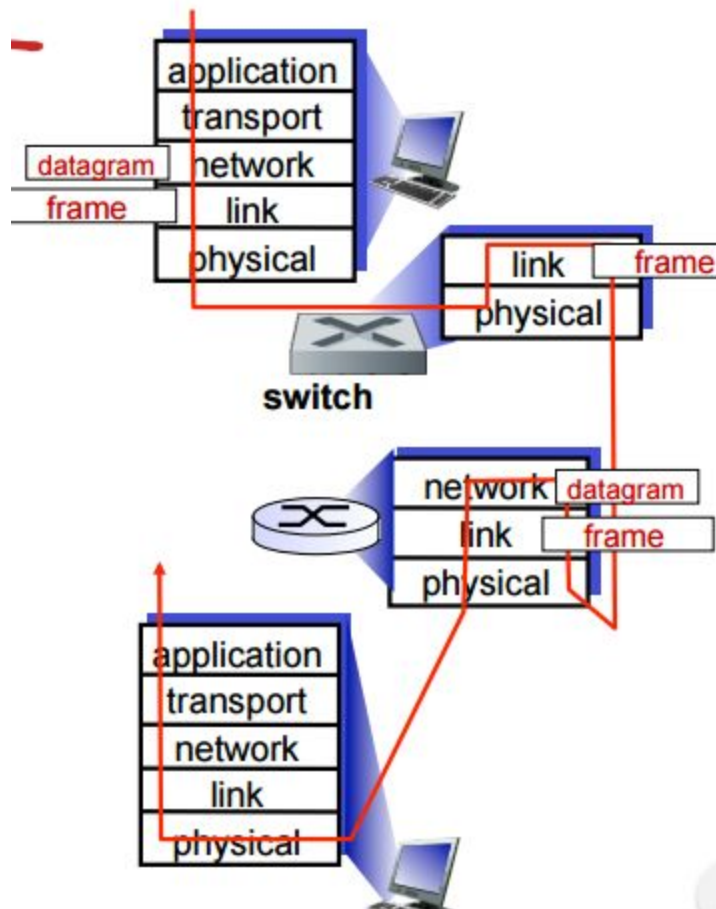 application
transport
datagram
network
frame
link
physical
link
frame
physical
switch
network
datagram
link
frame
physical
application
transport
network
link
physical